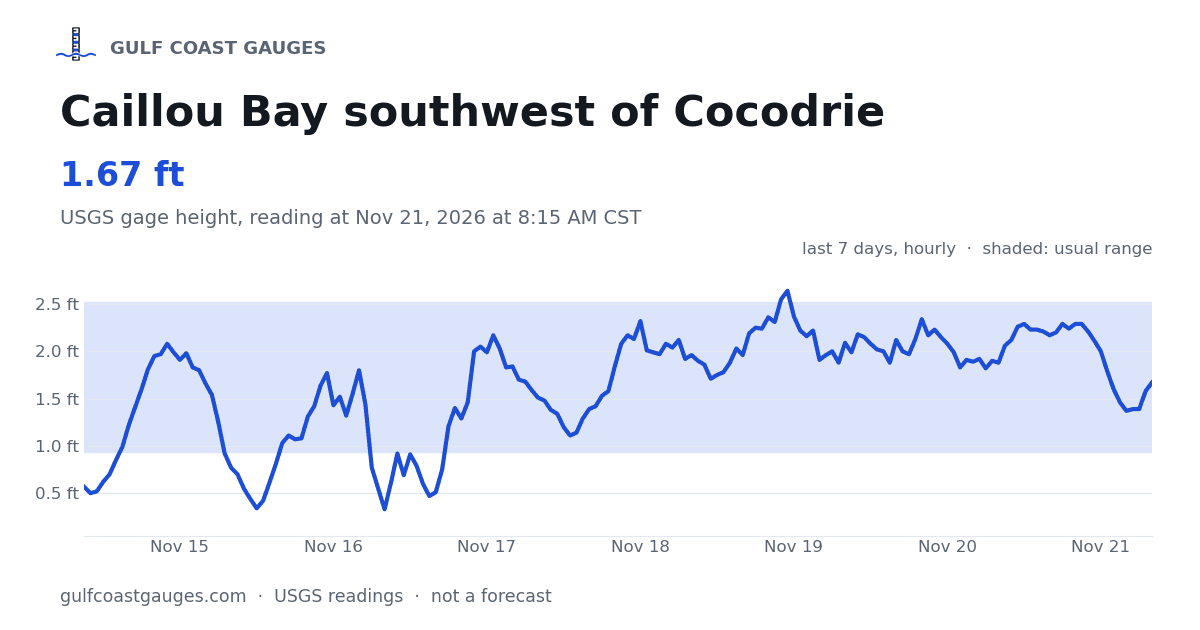 GULF COAST GAUGES
Caillou Bay southwest of Cocodrie
1.67 ft
USGS gage height, reading at Nov 21, 2026 at 8:15 AM CST
last 7 days, hourly · shaded: usual range
2.5 ft
2.0 ft
1.5 ft
1.0 ft
0.5 ft
Nov 15 Nov 16 Nov 17 Nov 18 Nov 19 Nov 20 Nov 21
gulfcoastgauges.com · USGS readings · not a forecast